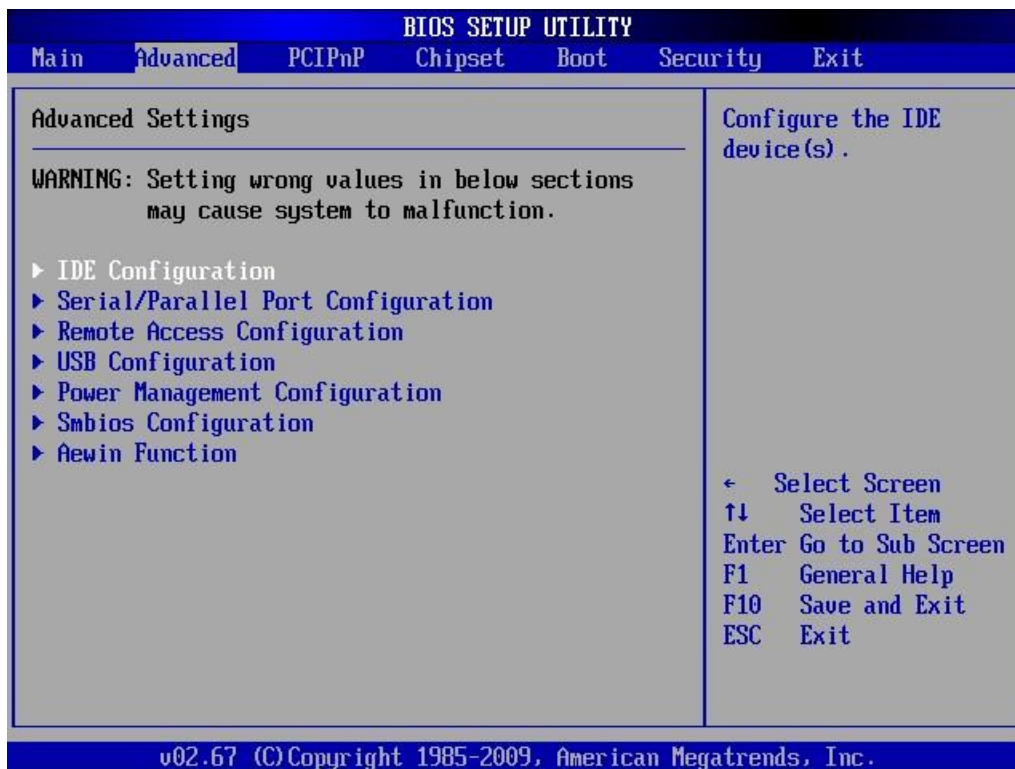 BIOS SETUP UTILITY
Main Advanced PCIPnP Chipset Boot Security Exit
Advanced Settings
WARNING: Setting wrong values in below sections
may cause system to malfunction.
▶ IDE Configuration
▶ Serial/Parallel Port Configuration
▶ Remote Access Configuration
▶ USB Configuration
▶ Power Management Configuration
▶ Smbios Configuration
▶ Aewin Function
Configure the IDE
device(s).
← Select Screen
↑↓ Select Item
Enter Go to Sub Screen
F1 General Help
F10 Save and Exit
ESC Exit
v02.67 (C)Copyright 1985-2009, American Megatrends, Inc.